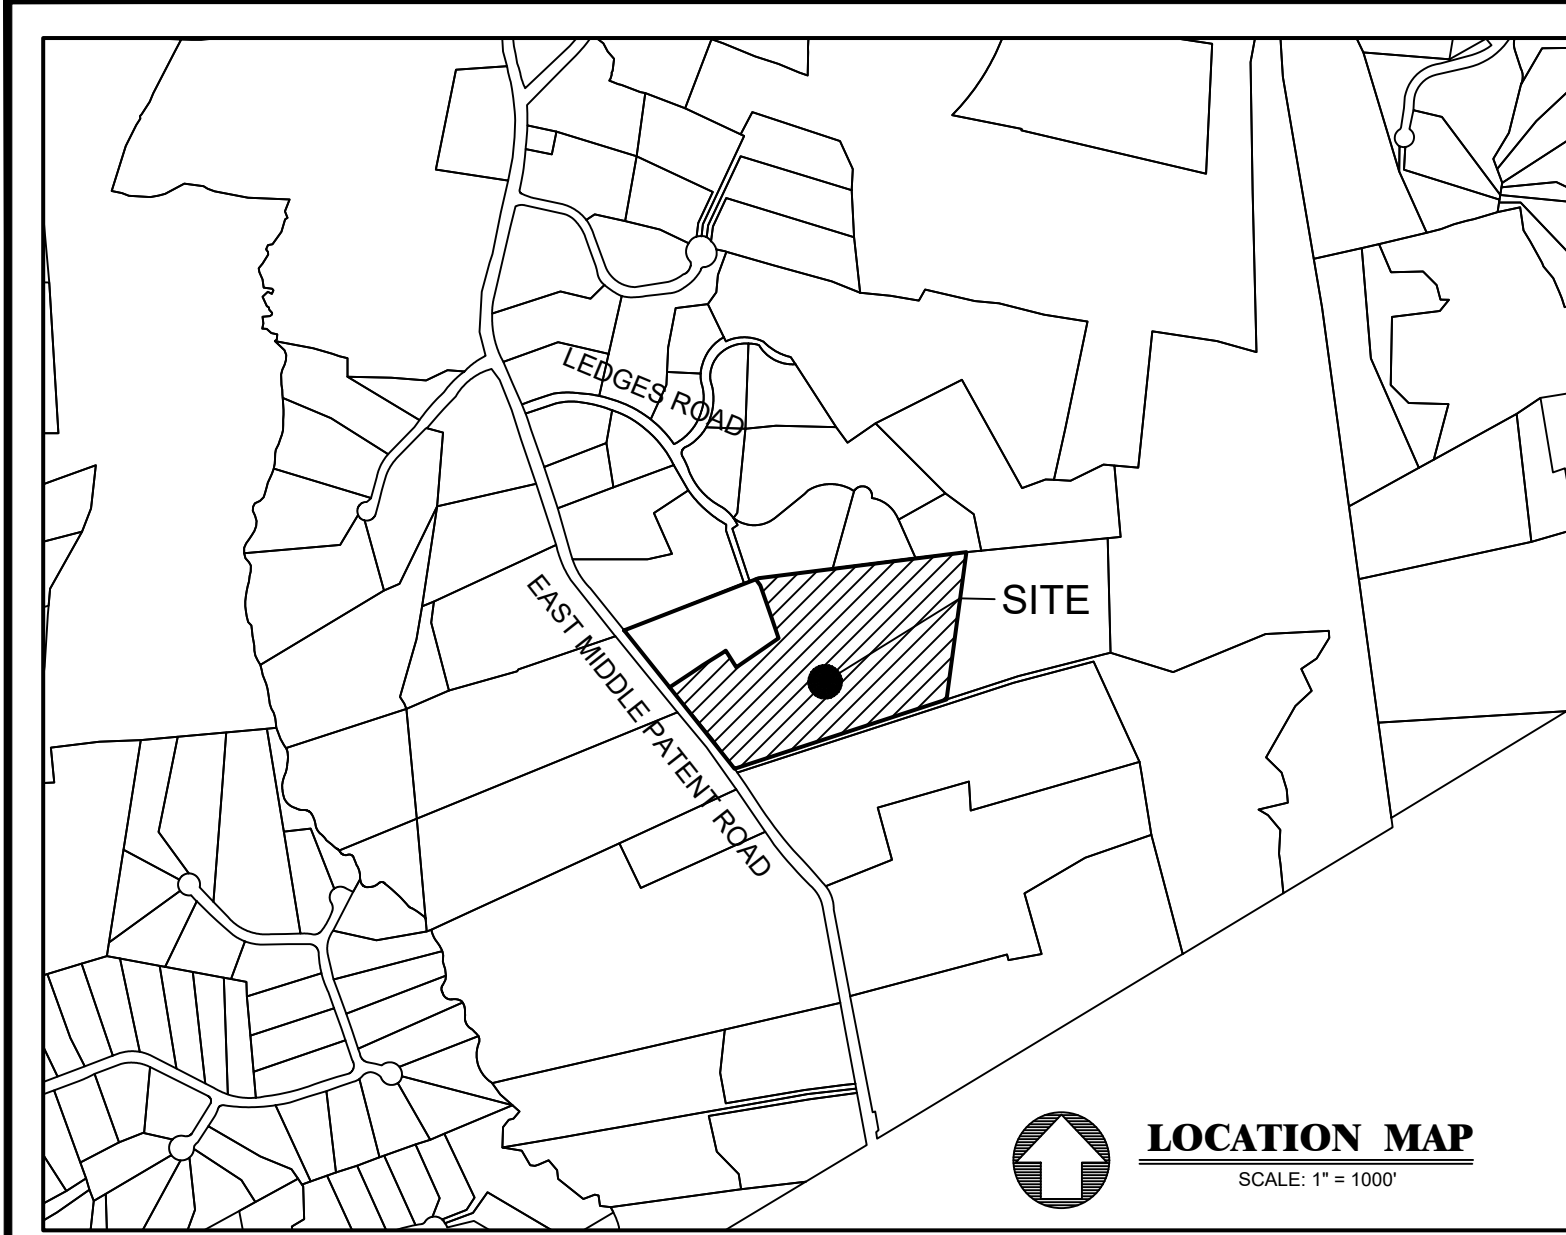 LEDGES ROAD
SITE
EAST MIDDLE PATENT ROAD
LOCATION MAP
SCALE: 1" = 1000'